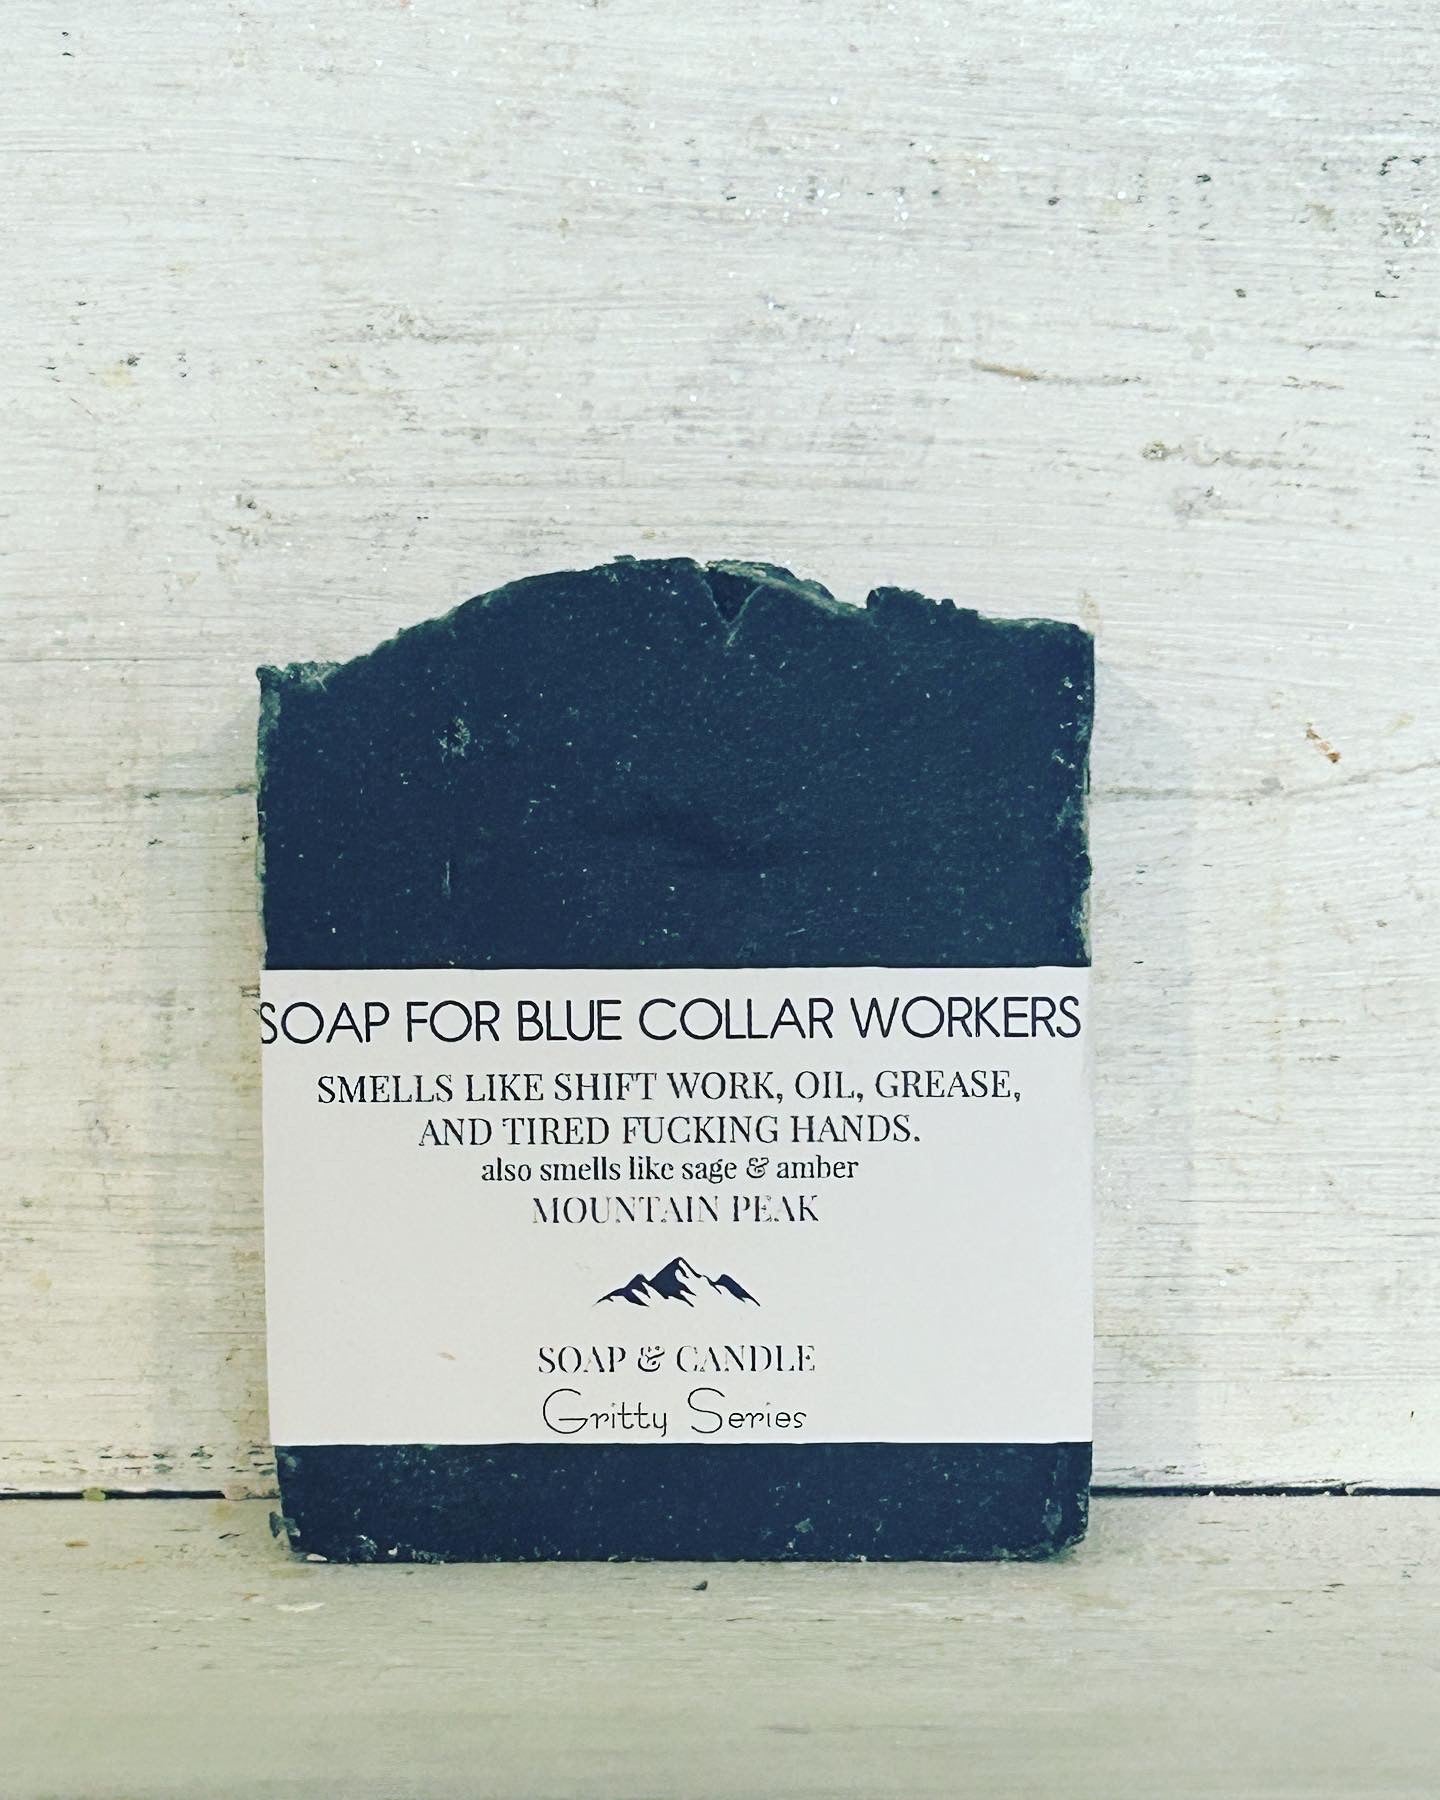 SOAP FOR BLUE COLLAR WORKERS
SMELLS LIKE SHIFT WORK, OIL, GREASE,
AND TIRED FUCKING HANDS.
also smells like sage & amber
MOUNTAIN PEAK
SOAP & CANDLE
Gritty Series